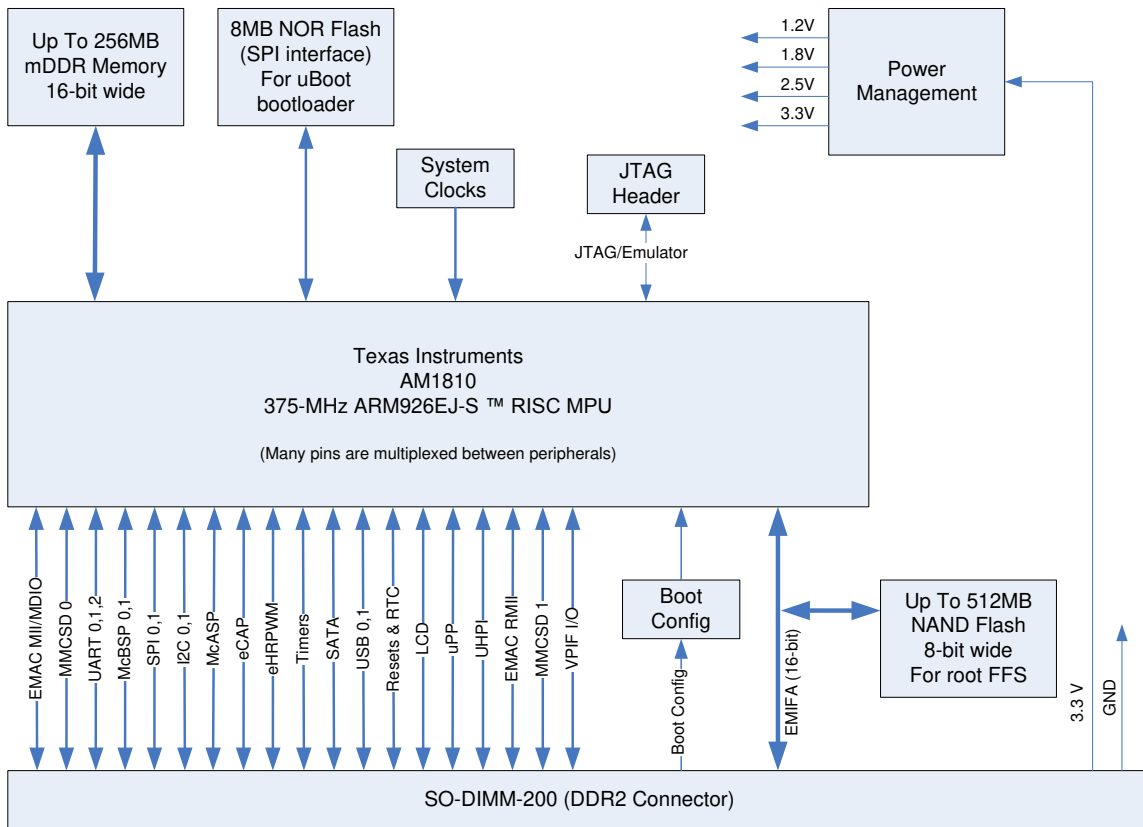 Up To 256MB
mDDR Memory
16-bit wide
8MB NOR Flash
(SPI interface)
For uBoot
bootloader
System
Clocks
JTAG
Header
JTAG/Emulator
1.2V
1.8V
2.5V
3.3V
Power
Management
Texas Instruments
AM1810
375-MHz ARM926EJ-S ™ RISC MPU
(Many pins are multiplexed between peripherals)
EMAC MII/MDIO
MMCSD 0
UART 0,1,2
McBSP 0,1
SPI 0,1
I2C 0,1
McASP
eCAP
eHRPWM
Timers
SATA
USB 0,1
Resets & RTC
LCD
uPP
UHPI
EMAC RMII
MMCSD 1
VPIF I/O
Boot
Config
Boot Config
EMIFA (16-bit)
Up To 512MB
NAND Flash
8-bit wide
For root FFS
3.3 V
GND
SO-DIMM-200 (DDR2 Connector)